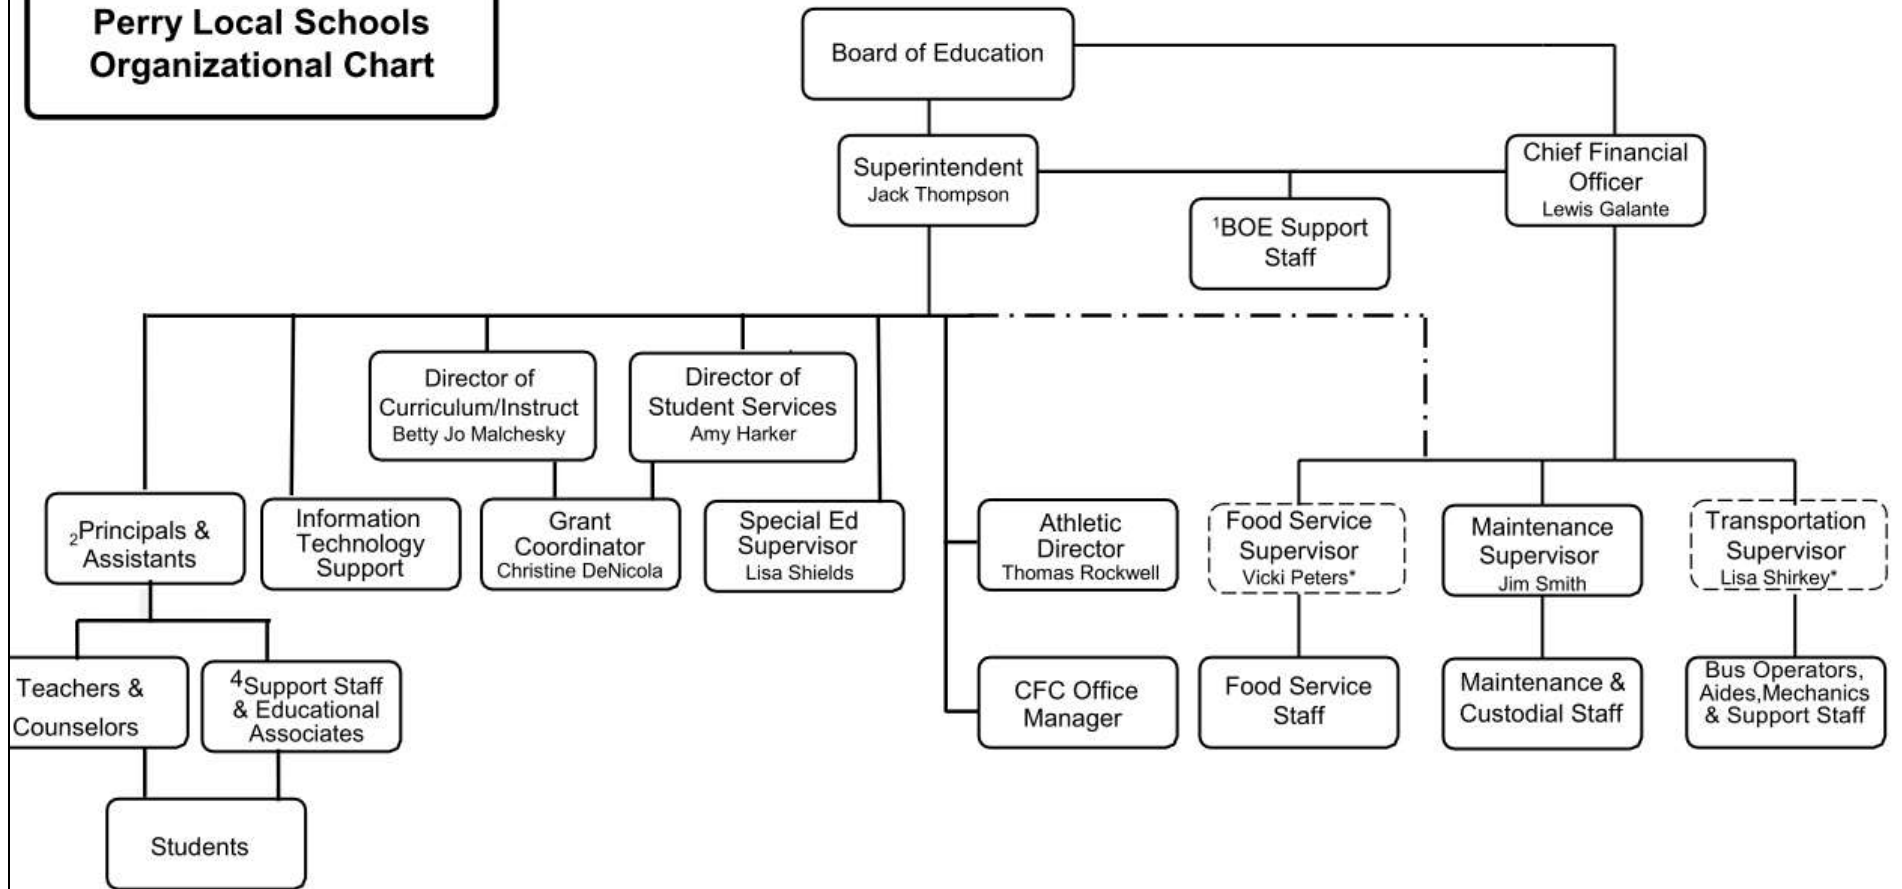 Perry Local Schools
Organizational Chart
Board of Education
Superintendent
Jack Thompson
Chief Financial
Officer
Lewis Galante
¹BOE Support
Staff
Director of
Curriculum/Instruct
Betty Jo Malchesky
Director of
Student Services
Amy Harker
₂Principals &
Assistants
Information
Technology
Support
Grant
Coordinator
Christine DeNicola
Special Ed
Supervisor
Lisa Shields
Athletic
Director
Thomas Rockwell
Food Service
Supervisor
Vicki Peters*
Maintenance
Supervisor
Jim Smith
Transportation
Supervisor
Lisa Shirkey*
Teachers &
Counselors
⁴Support Staff
& Educational
Associates
CFC Office
Manager
Food Service
Staff
Maintenance &
Custodial Staff
Bus Operators,
Aides,Mechanics
& Support Staff
Students